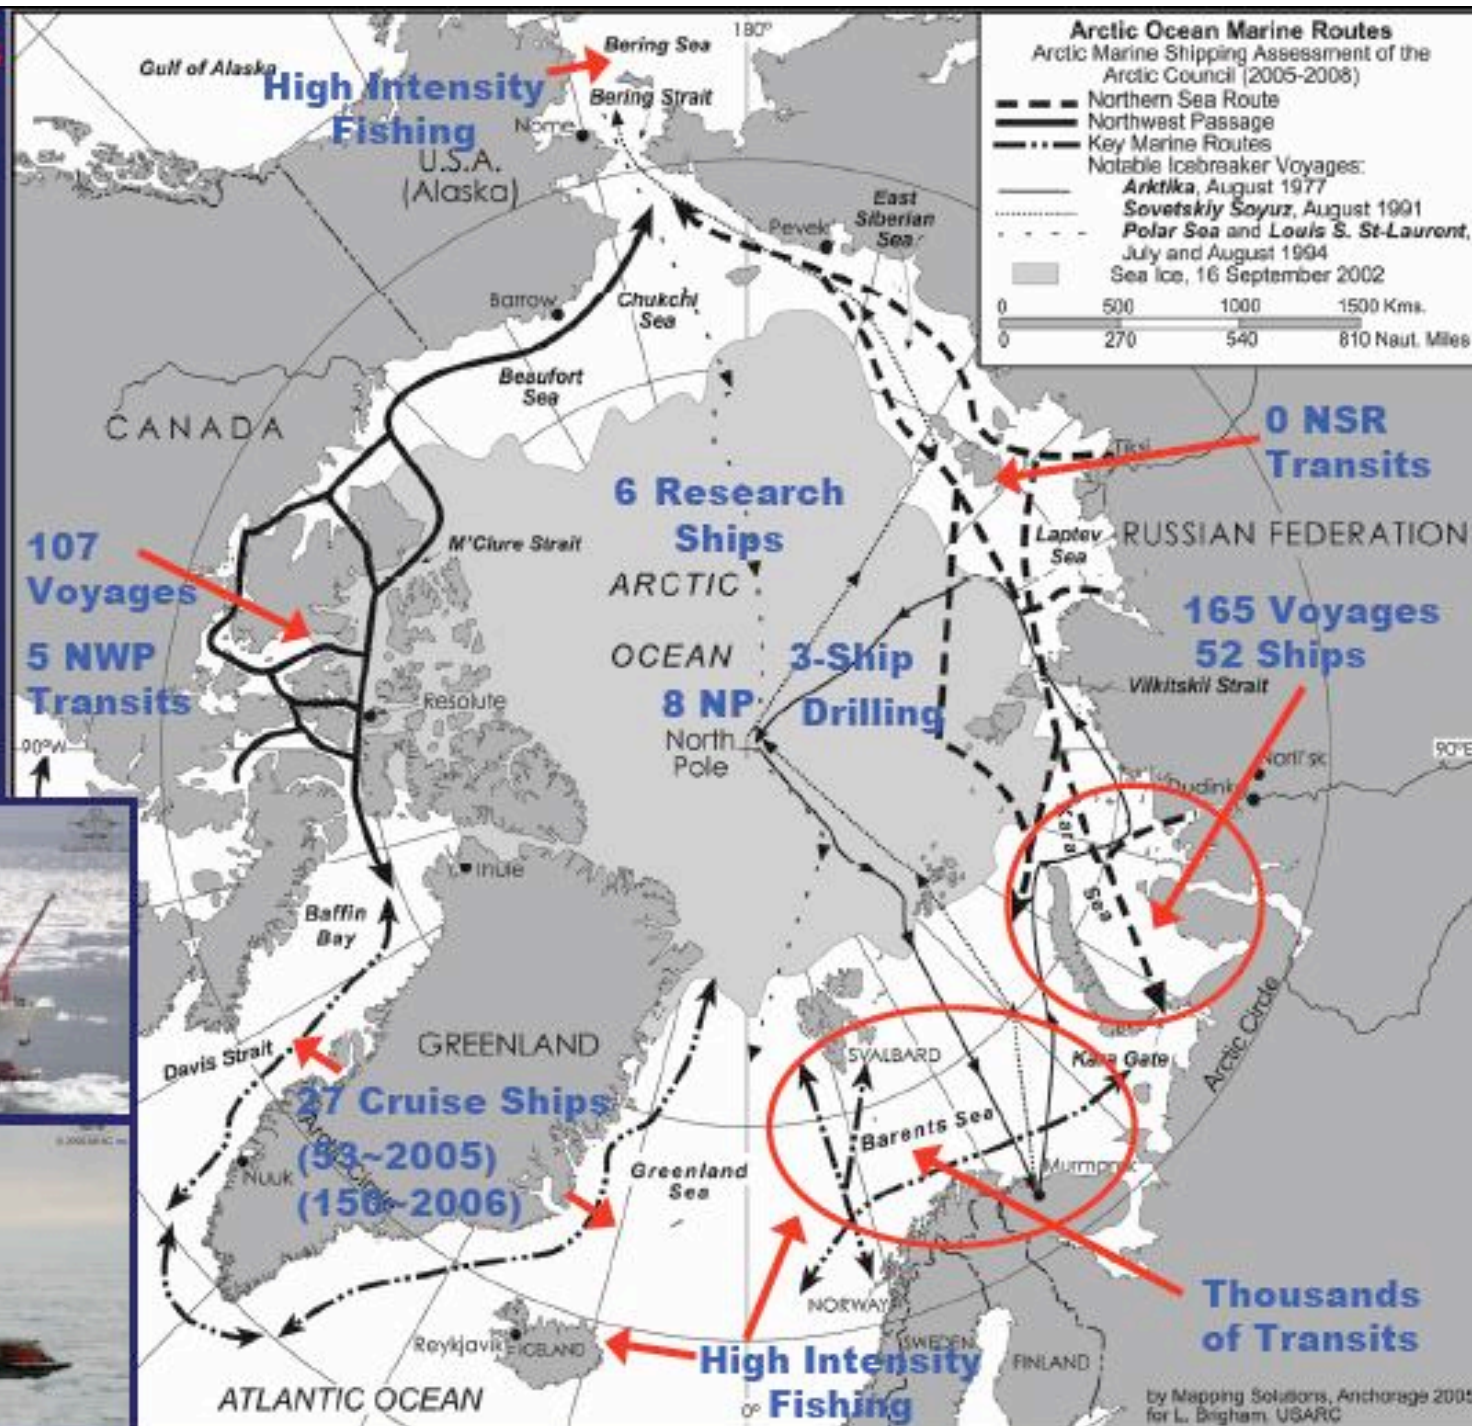 Arctic Ocean Marine Routes
Arctic Marine Shipping Assessment of the
Arctic Council (2005-2008)
Northern Sea Route
Northwest Passage
Key Marine Routes
Notable Icebreaker Voyages:
Arktika, August 1977
Sovetskiy Soyuz, August 1991
Polar Sea and Louis S. St-Laurent,
July and August 1994
Sea Ice, 16 September 2002
0 500 1000 1500 Kms.
0 270 540 810 Naut. Miles
180°
Bering Sea
Gulf of Alaska
High Intensity
Fishing
Bering Strait
Nome
U.S.A.
(Alaska)
East
Siberian
Sea
Pevek
Barrow
Chukchi
Sea
Beaufort
Sea
CANADA
0 NSR
Transits
Tiksi
6 Research
Ships
M'Clure Strait
Laptev
Sea
RUSSIAN FEDERATION
107
Voyages
ARCTIC
OCEAN
165 Voyages
52 Ships
5 NWP
Transits
3-Ship
Drilling
Vilkitskii Strait
Resolute
8 NP
North
Pole
90°W
90°E
Noril'sk
Dudinka
Kara
Sea
Baffin
Bay
Arctic Circle
Davis Strait
GREENLAND
SVALBARD
Kara Gate
27 Cruise Ships
(53~2005)
(150~2006)
Arctic Circle
Barents Sea
Nuuk
Greenland
Sea
Thousands
of Transits
NORWAY
Reykjavik
ICELAND
High Intensity
Fishing
SWEDEN
FINLAND
ATLANTIC OCEAN
0°
by Mapping Solutions, Anchorage 2005
for L. Brigham, USARC